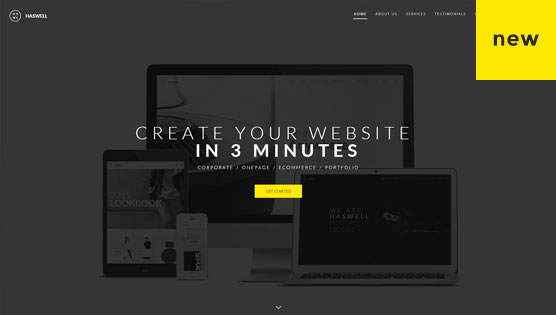 HASWELL
HOME ABOUT US SERVICES TESTIMONIALS
new
CREATE YOUR WEBSITE
IN 3 MINUTES
CORPORATE / ONEPAGE / ECOMMERCE / PORTFOLIO
GET STARTED
2015
LOOKBOOK
WE ARE
HASWELL